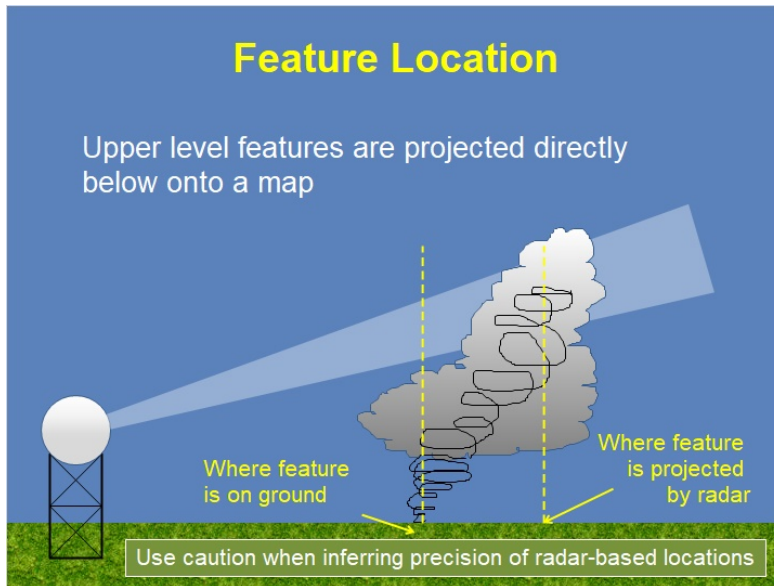 Feature Location
Upper level features are projected directly
below onto a map
Where feature
is on ground
Where feature
is projected
by radar
Use caution when inferring precision of radar-based locations